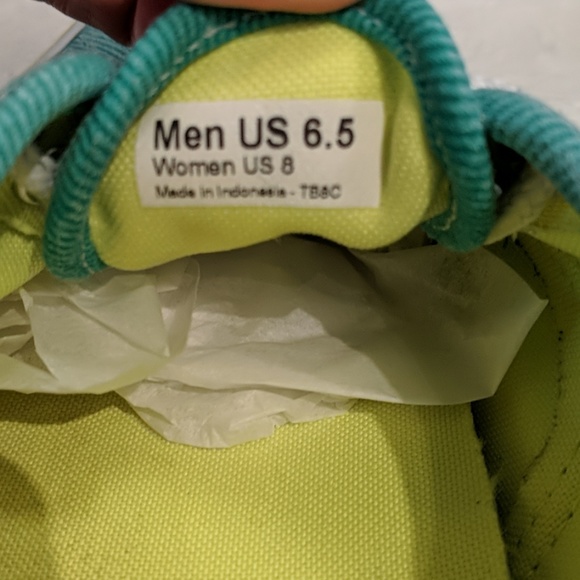 Men US 6.5
Women US 8
Made in Indonesia - TB8C